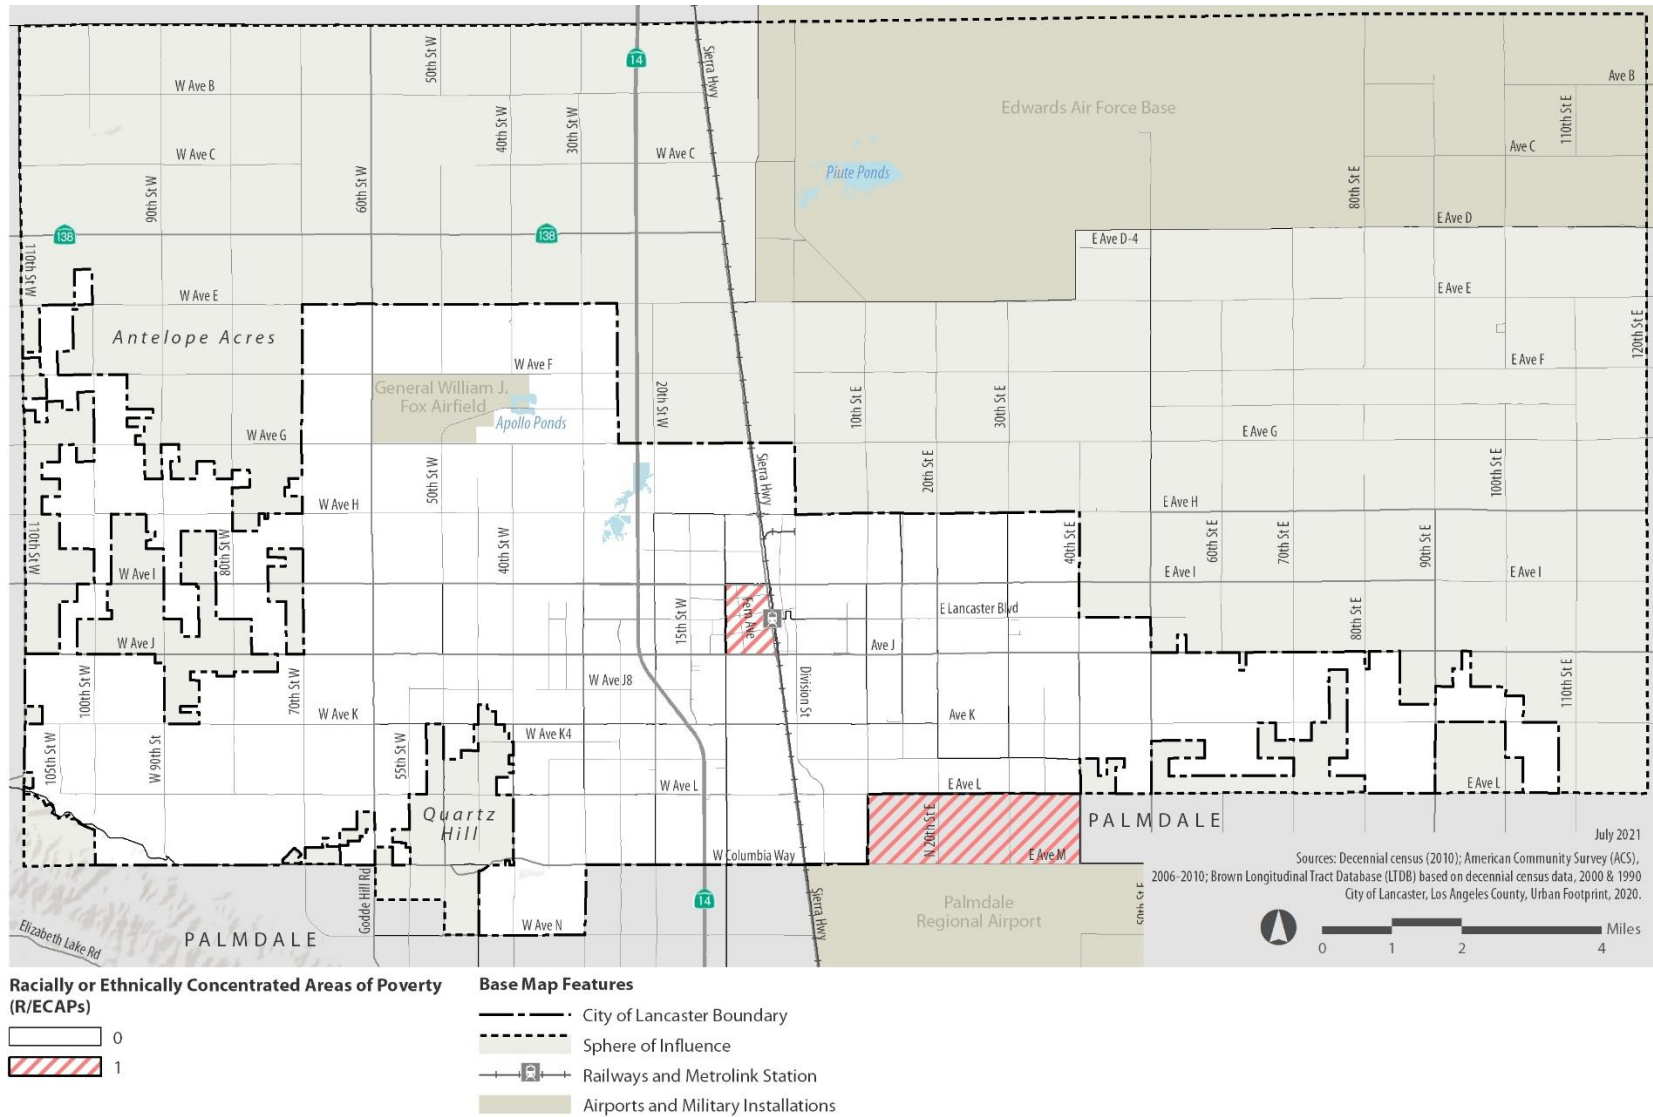 50th St W
14
Sierra Hwy
W Ave B
Ave B
Edwards Air Force Base
40th St W
30th St W
110th St E
W Ave C
W Ave C
Ave C
Piute Ponds
90th St W
60th St W
80th St E
138
138
E Ave D
E Ave D-4
110th St W
W Ave E
E Ave E
Antelope Acres
120th St E
W Ave F
E Ave F
General William J.
Fox Airfield
Apollo Ponds
20th St W
10th St E
30th St E
W Ave G
E Ave G
50th St W
Sierra Hwy
20th St E
100th St E
W Ave H
E Ave H
110th St W
80th St W
40th St W
40th St E
60th St E
70th St E
90th St E
W Ave I
E Ave I
E Ave I
Fern Ave
15th St W
E Lancaster Blvd
80th St E
W Ave J
Ave J
100th St W
70th St W
W Ave J8
Division St
110th St E
W Ave K
Ave K
W Ave K4
105th St W
W 90th St
55th St W
W Ave L
E Ave L
E Ave L
Quartz
Hill
N 20th St E
PALMDALE
W Columbia Way
E Ave M
July 2021
Sources: Decennial census (2010); American Community Survey (ACS),
2006-2010; Brown Longitudinal Tract Database (LTDB) based on decennial census data, 2000 & 1990
City of Lancaster, Los Angeles County, Urban Footprint, 2020.
Godde Hill Rd
14
Sierra Hwy
Palmdale
Regional Airport
50th St E
W Ave N
Elizabeth Lake Rd
PALMDALE
Miles
0 1 2 4
Racially or Ethnically Concentrated Areas of Poverty
(R/ECAPs)
0
1
Base Map Features
City of Lancaster Boundary
Sphere of Influence
Railways and Metrolink Station
Airports and Military Installations